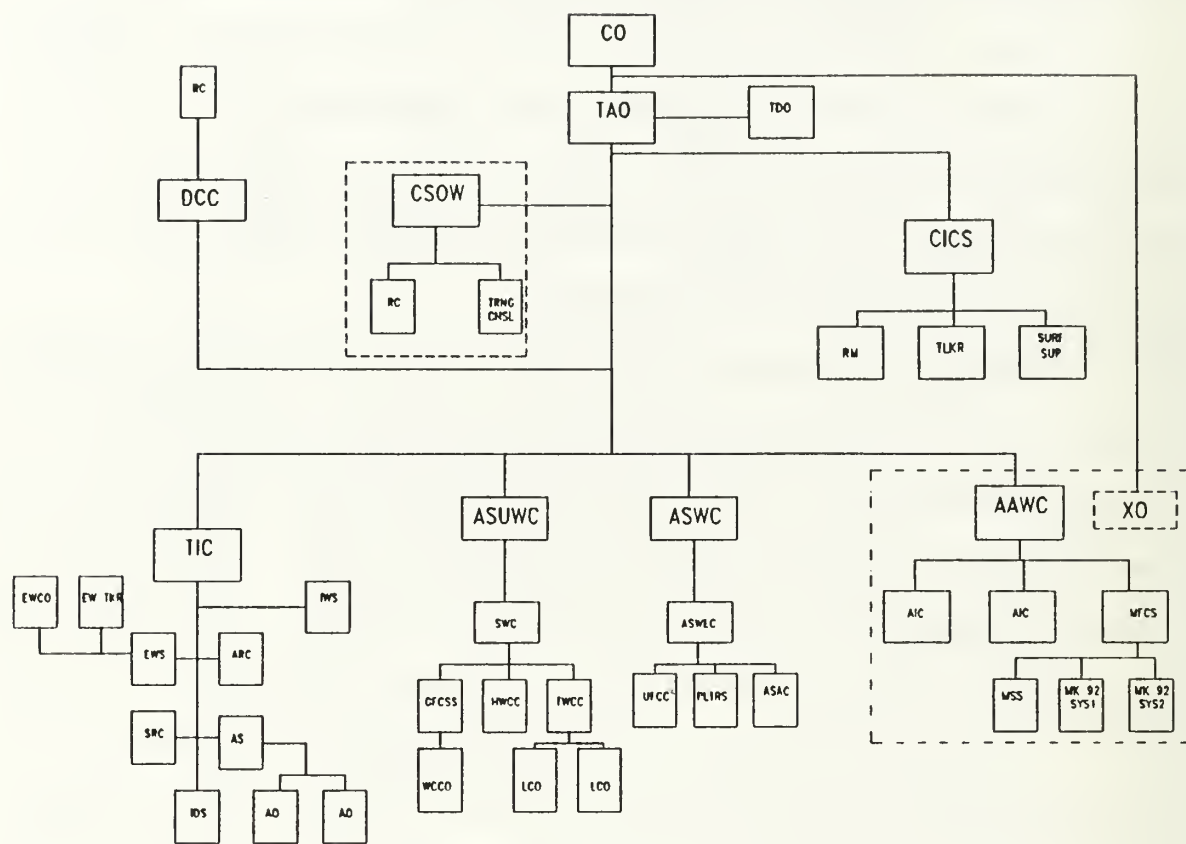 CO
RC
TAO
TDO
DCC
CSOW
CICS
RC
TRNG
CNSL
RM
TLKR
SURF
SUP
ASUWC
ASWC
AAWC
XO
TIC
EWCO
EW TKR
IWS
SWC
ASWLC
AIC
AIC
MFCS
EWS
ARC
CFCSS
HWCC
TWCC
UFCC
PLTRS
ASAC
MSS
MK 92
SYS1
MK 92
SYS2
SRC
AS
WCCO
LCO
LCO
IDS
AO
AO